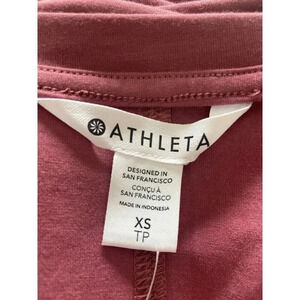 ATHLETA
DESIGNED IN
SAN FRANCISCO
CONÇU À
SAN FRANCISCO
MADE IN INDONESIA
XS
TP